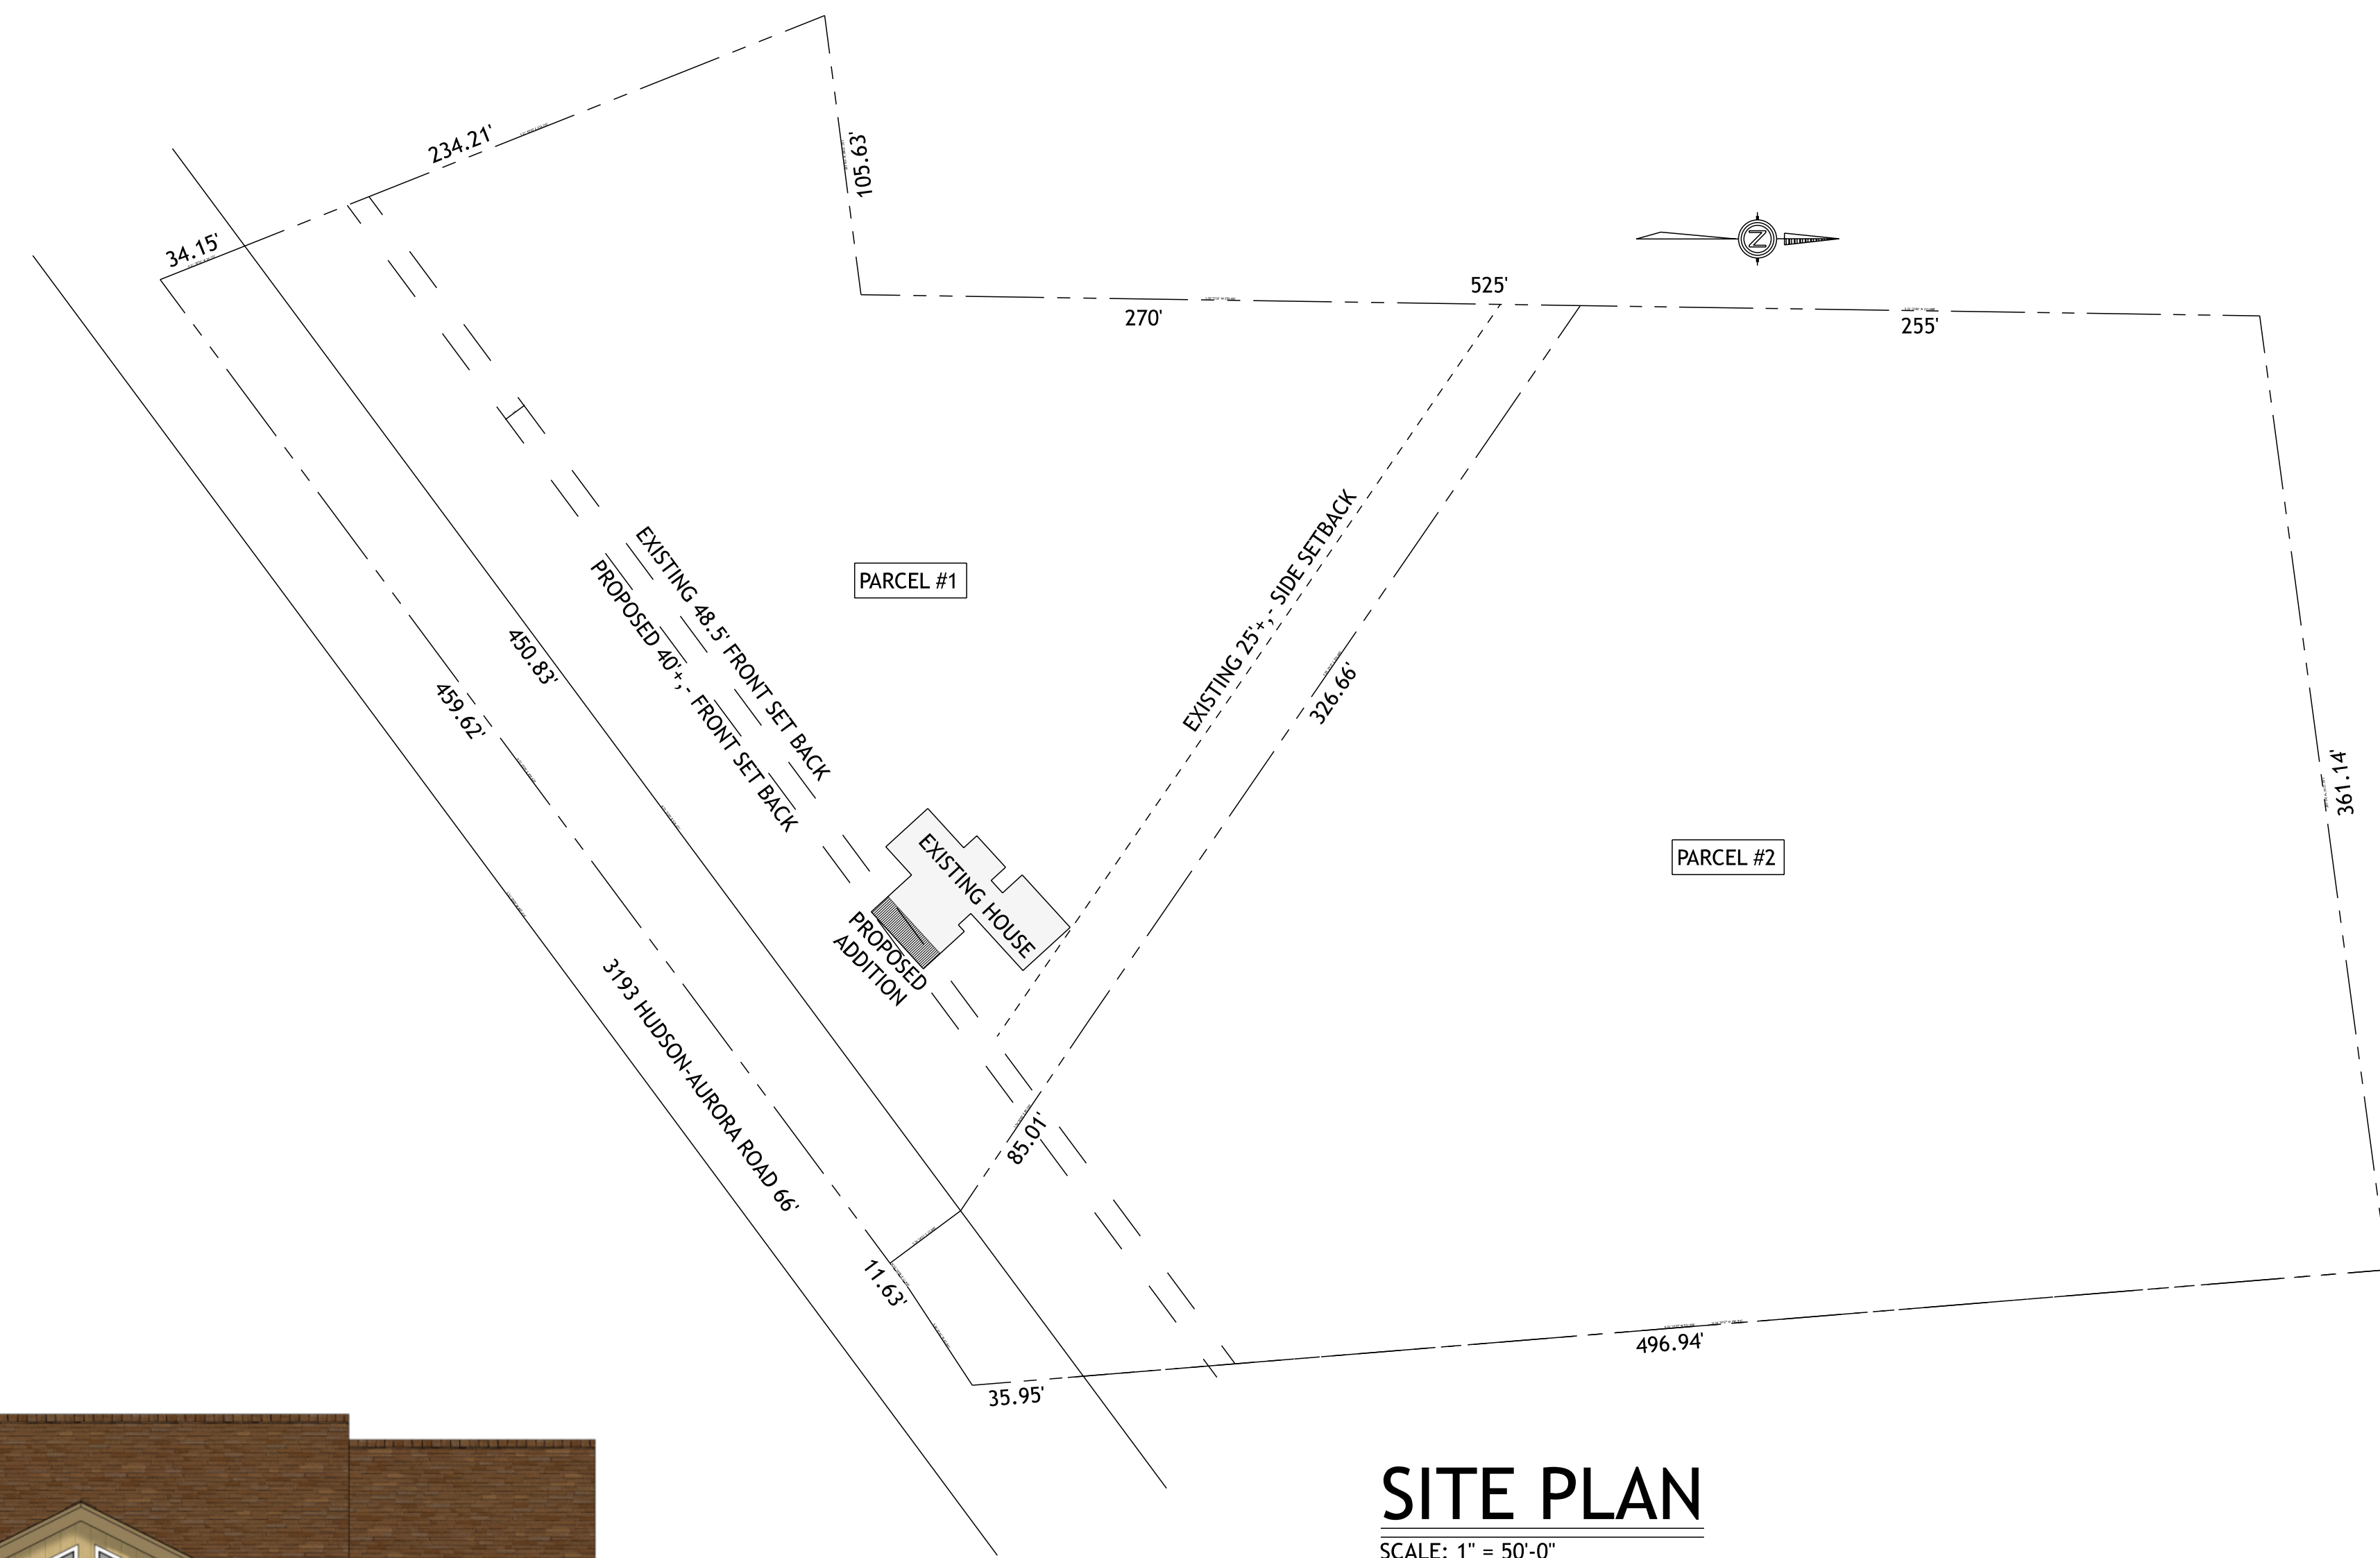 234.21'
105.63'
34.15'
525'
270'
255'
EXISTING 48.5' FRONT SET BACK
PROPOSED 40'+,- FRONT SET BACK
EXISTING 25'+,- SIDE SETBACK
PARCEL #1
450.83'
459.62'
326.66'
361.14'
PARCEL #2
EXISTING HOUSE
PROPOSED
ADDITION
3193 HUDSON-AURORA ROAD 66'
85.01'
11.63'
496.94'
35.95'
SITE PLAN
SCALE: 1" = 50'-0"